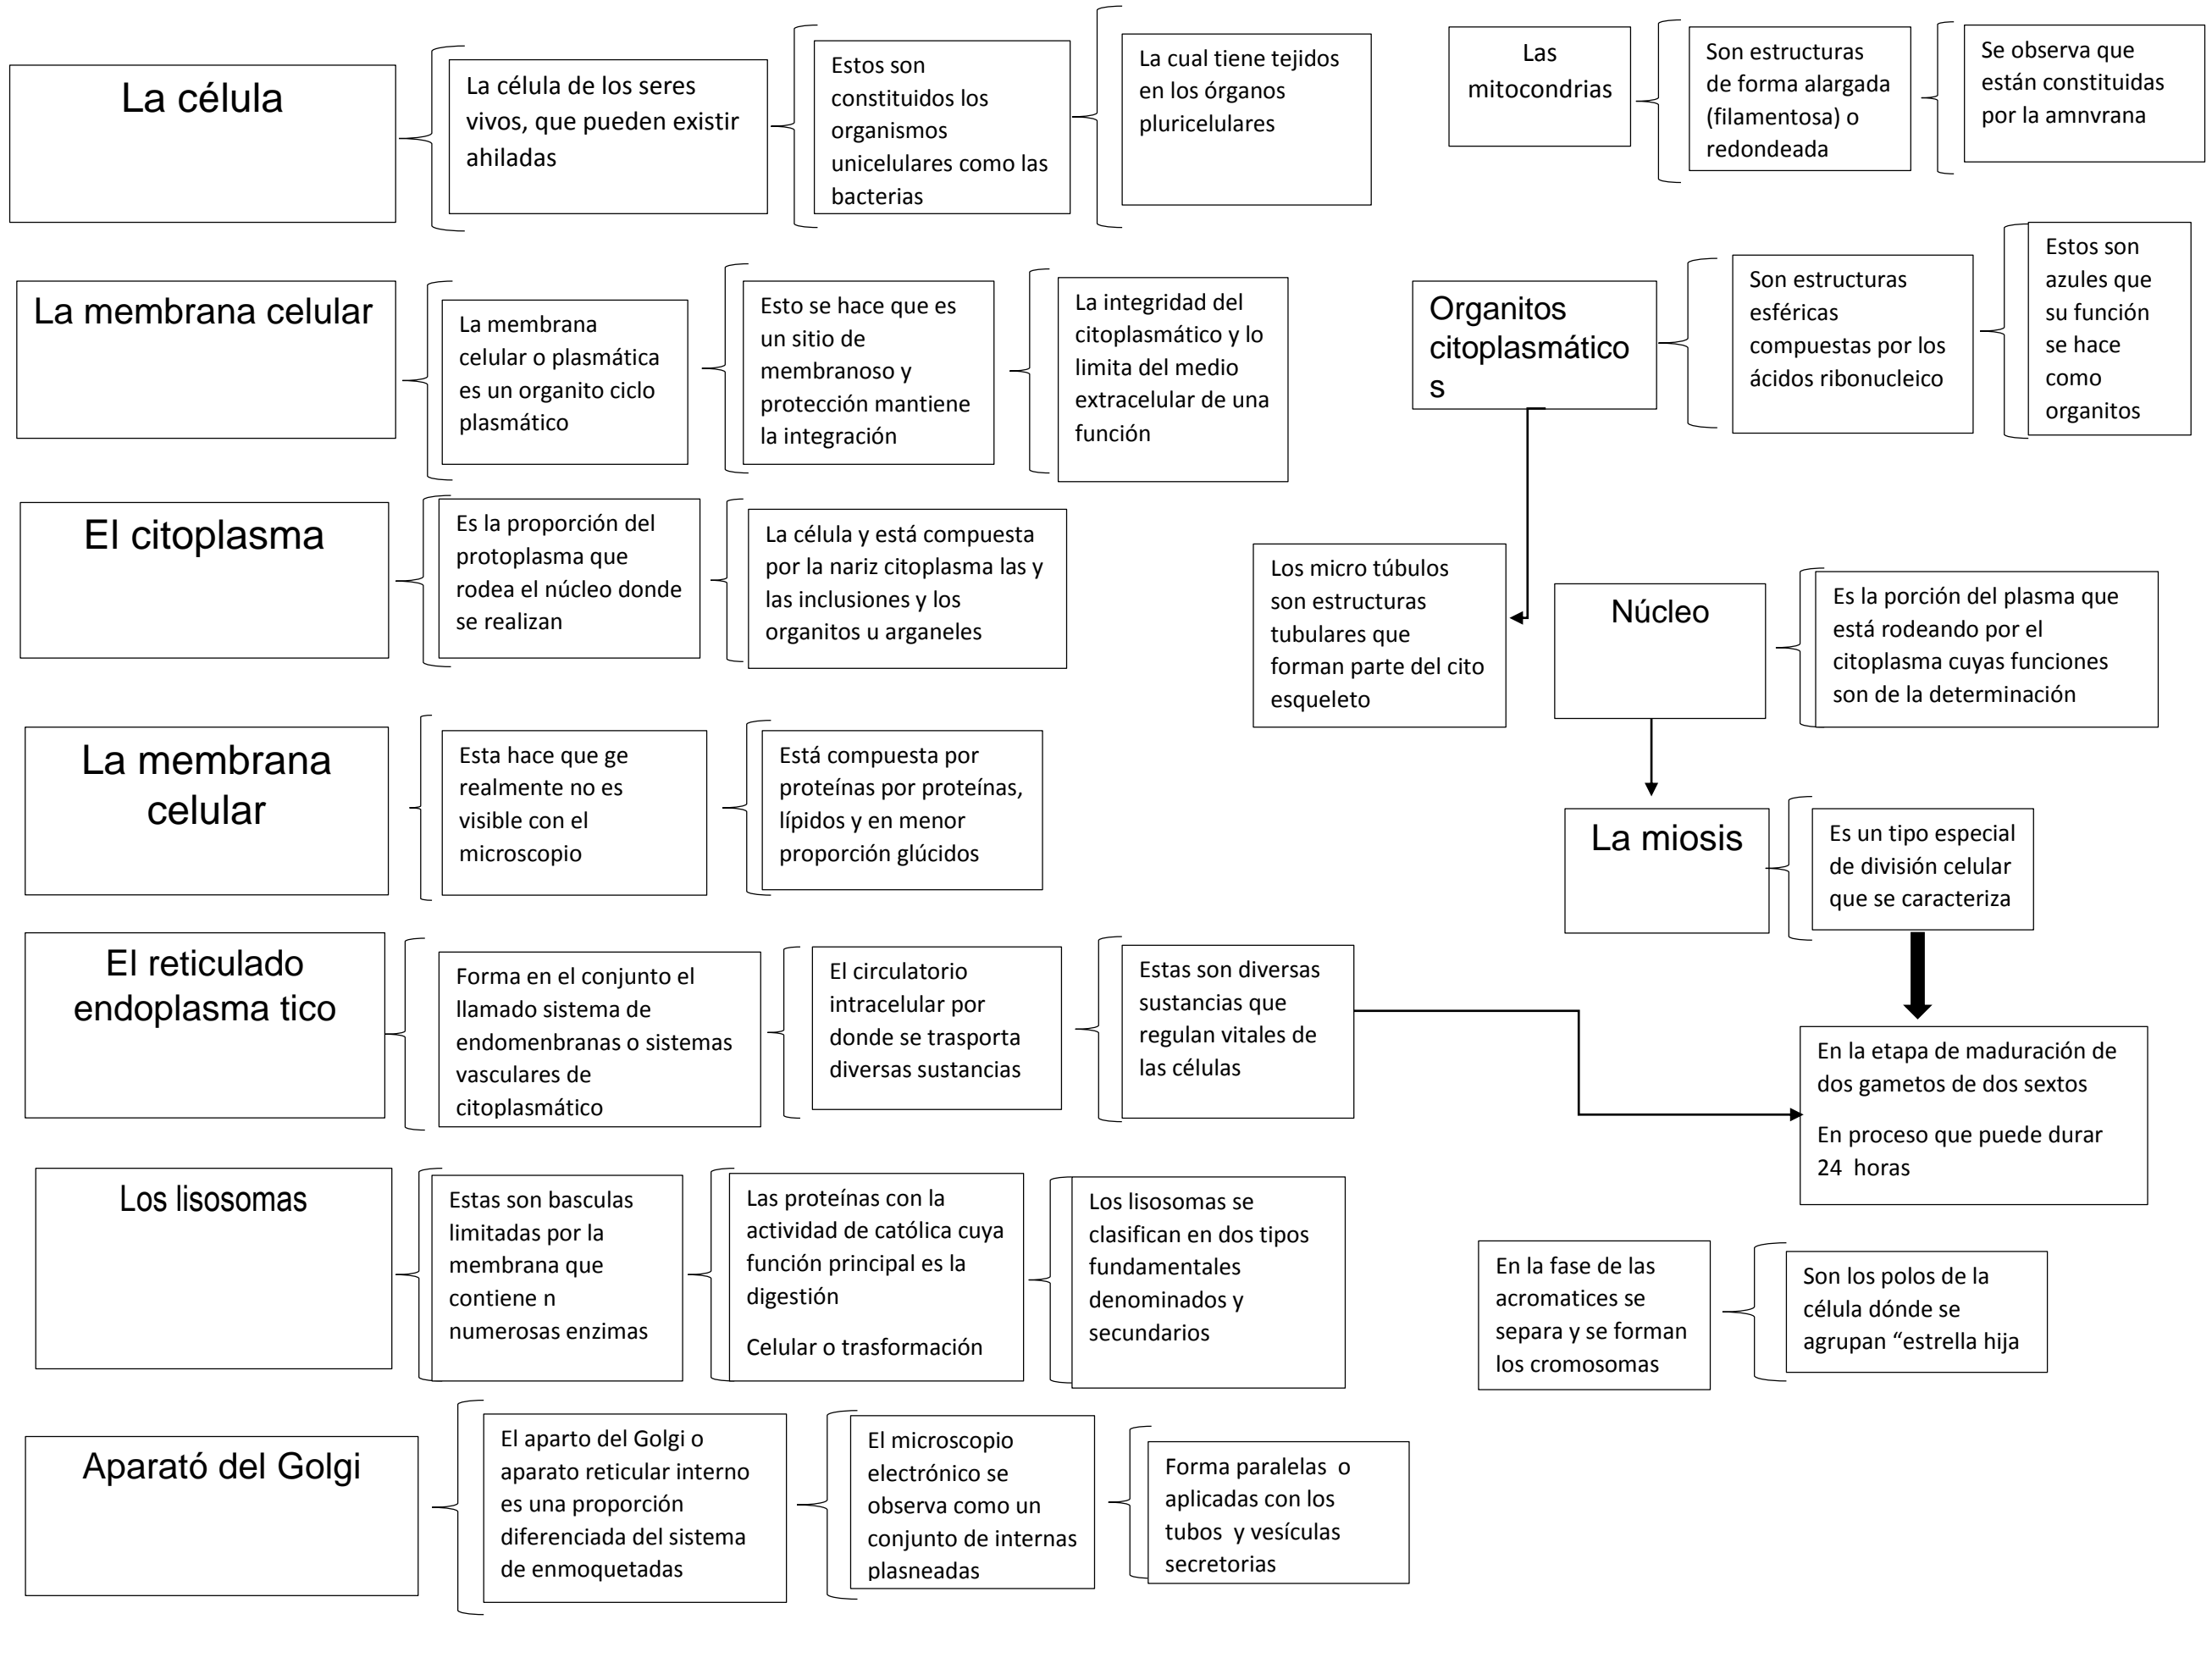 La célula
La célula de los seres
vivos, que pueden existir
ahiladas
Estos son
constituidos los
organismos
unicelulares como las
bacterias
La cual tiene tejidos
en los órganos
pluricelulares
Las
mitocondrias
Son estructuras
de forma alargada
(filamentosa) o
redondeada
Se observa que
están constituidas
por la amnvrana
La membrana celular
La membrana
celular o plasmática
es un organito ciclo
plasmático
Esto se hace que es
un sitio de
membranoso y
protección mantiene
la integración
La integridad del
citoplasmático y lo
limita del medio
extracelular de una
función
Organitos
citoplasmático
s
Son estructuras
esféricas
compuestas por los
ácidos ribonucleico
Estos son
azules que
su función
se hace
como
organitos
El citoplasma
Es la proporción del
protoplasma que
rodea el núcleo donde
se realizan
La célula y está compuesta
por la nariz citoplasma las y
las inclusiones y los
organitos u arganeles
Los micro túbulos
son estructuras
tubulares que
forman parte del cito
esqueleto
Núcleo
Es la porción del plasma que
está rodeando por el
citoplasma cuyas funciones
son de la determinación
La membrana
celular
Esta hace que ge
realmente no es
visible con el
microscopio
Está compuesta por
proteínas por proteínas,
lípidos y en menor
proporción glúcidos
La miosis
Es un tipo especial
de división celular
que se caracteriza
El reticulado
endoplasma tico
Forma en el conjunto el
llamado sistema de
endomenbranas o sistemas
vasculares de
citoplasmático
El circulatorio
intracelular por
donde se trasporta
diversas sustancias
Estas son diversas
sustancias que
regulan vitales de
las células
En la etapa de maduración de
dos gametos de dos sextos
En proceso que puede durar
24 horas
Los lisosomas
Estas son basculas
limitadas por la
membrana que
contiene n
numerosas enzimas
Las proteínas con la
actividad de católica cuya
función principal es la
digestión
Celular o trasformación
Los lisosomas se
clasifican en dos tipos
fundamentales
denominados y
secundarios
En la fase de las
acromatices se
separa y se forman
los cromosomas
Son los polos de la
célula dónde se
agrupan “estrella hija
Aparató del Golgi
El aparto del Golgi o
aparato reticular interno
es una proporción
diferenciada del sistema
de enmoquetadas
El microscopio
electrónico se
observa como un
conjunto de internas
plasneadas
Forma paralelas o
aplicadas con los
tubos y vesículas
secretorias